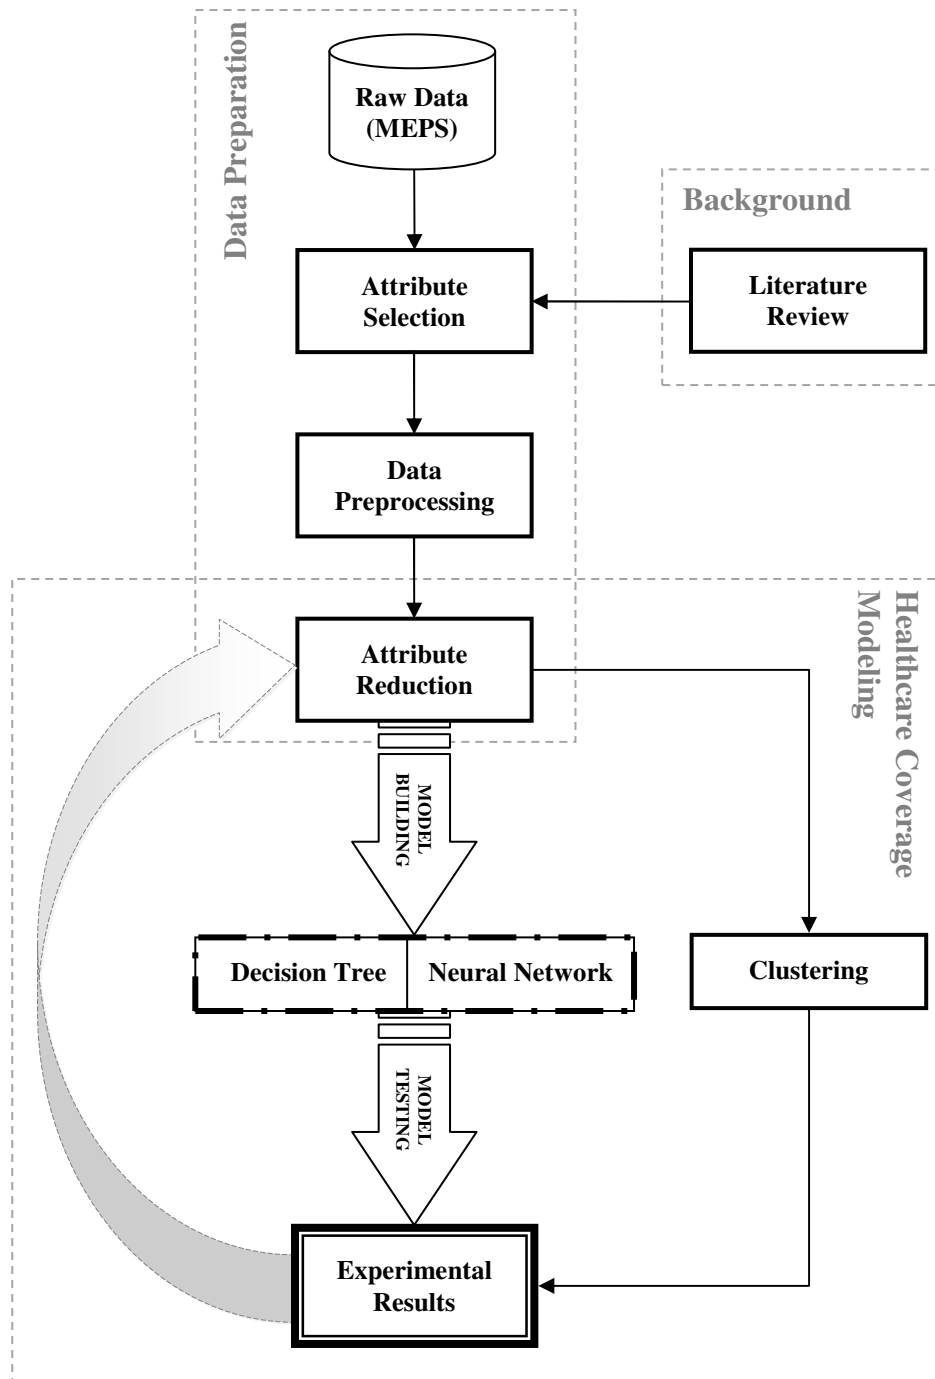 Data Preparation
Raw Data
(MEPS)
Background
Attribute
Selection
Literature
Review
Data
Preprocessing
Healthcare Coverage
Modeling
Attribute
Reduction
MODEL
BUILDING
Decision Tree
Neural Network
Clustering
MODEL
TESTING
Experimental
Results